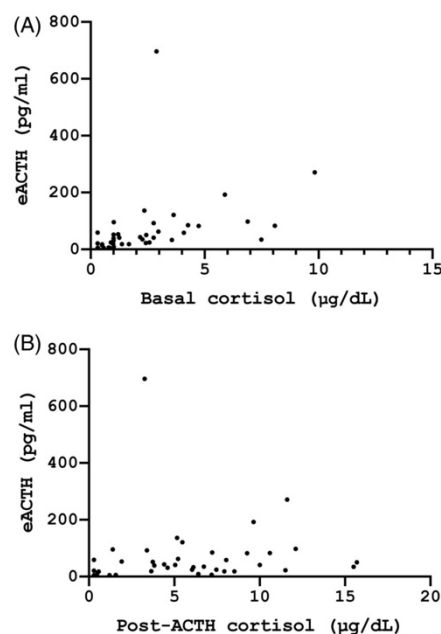 (A)
800
600
400
200
0
eACTH (pg/ml)
0 5 10 15
Basal cortisol (µg/dL)
(B)
800
600
400
200
0
eACTH (pg/ml)
0 5 10 15 20
Post-ACTH cortisol (µg/dL)